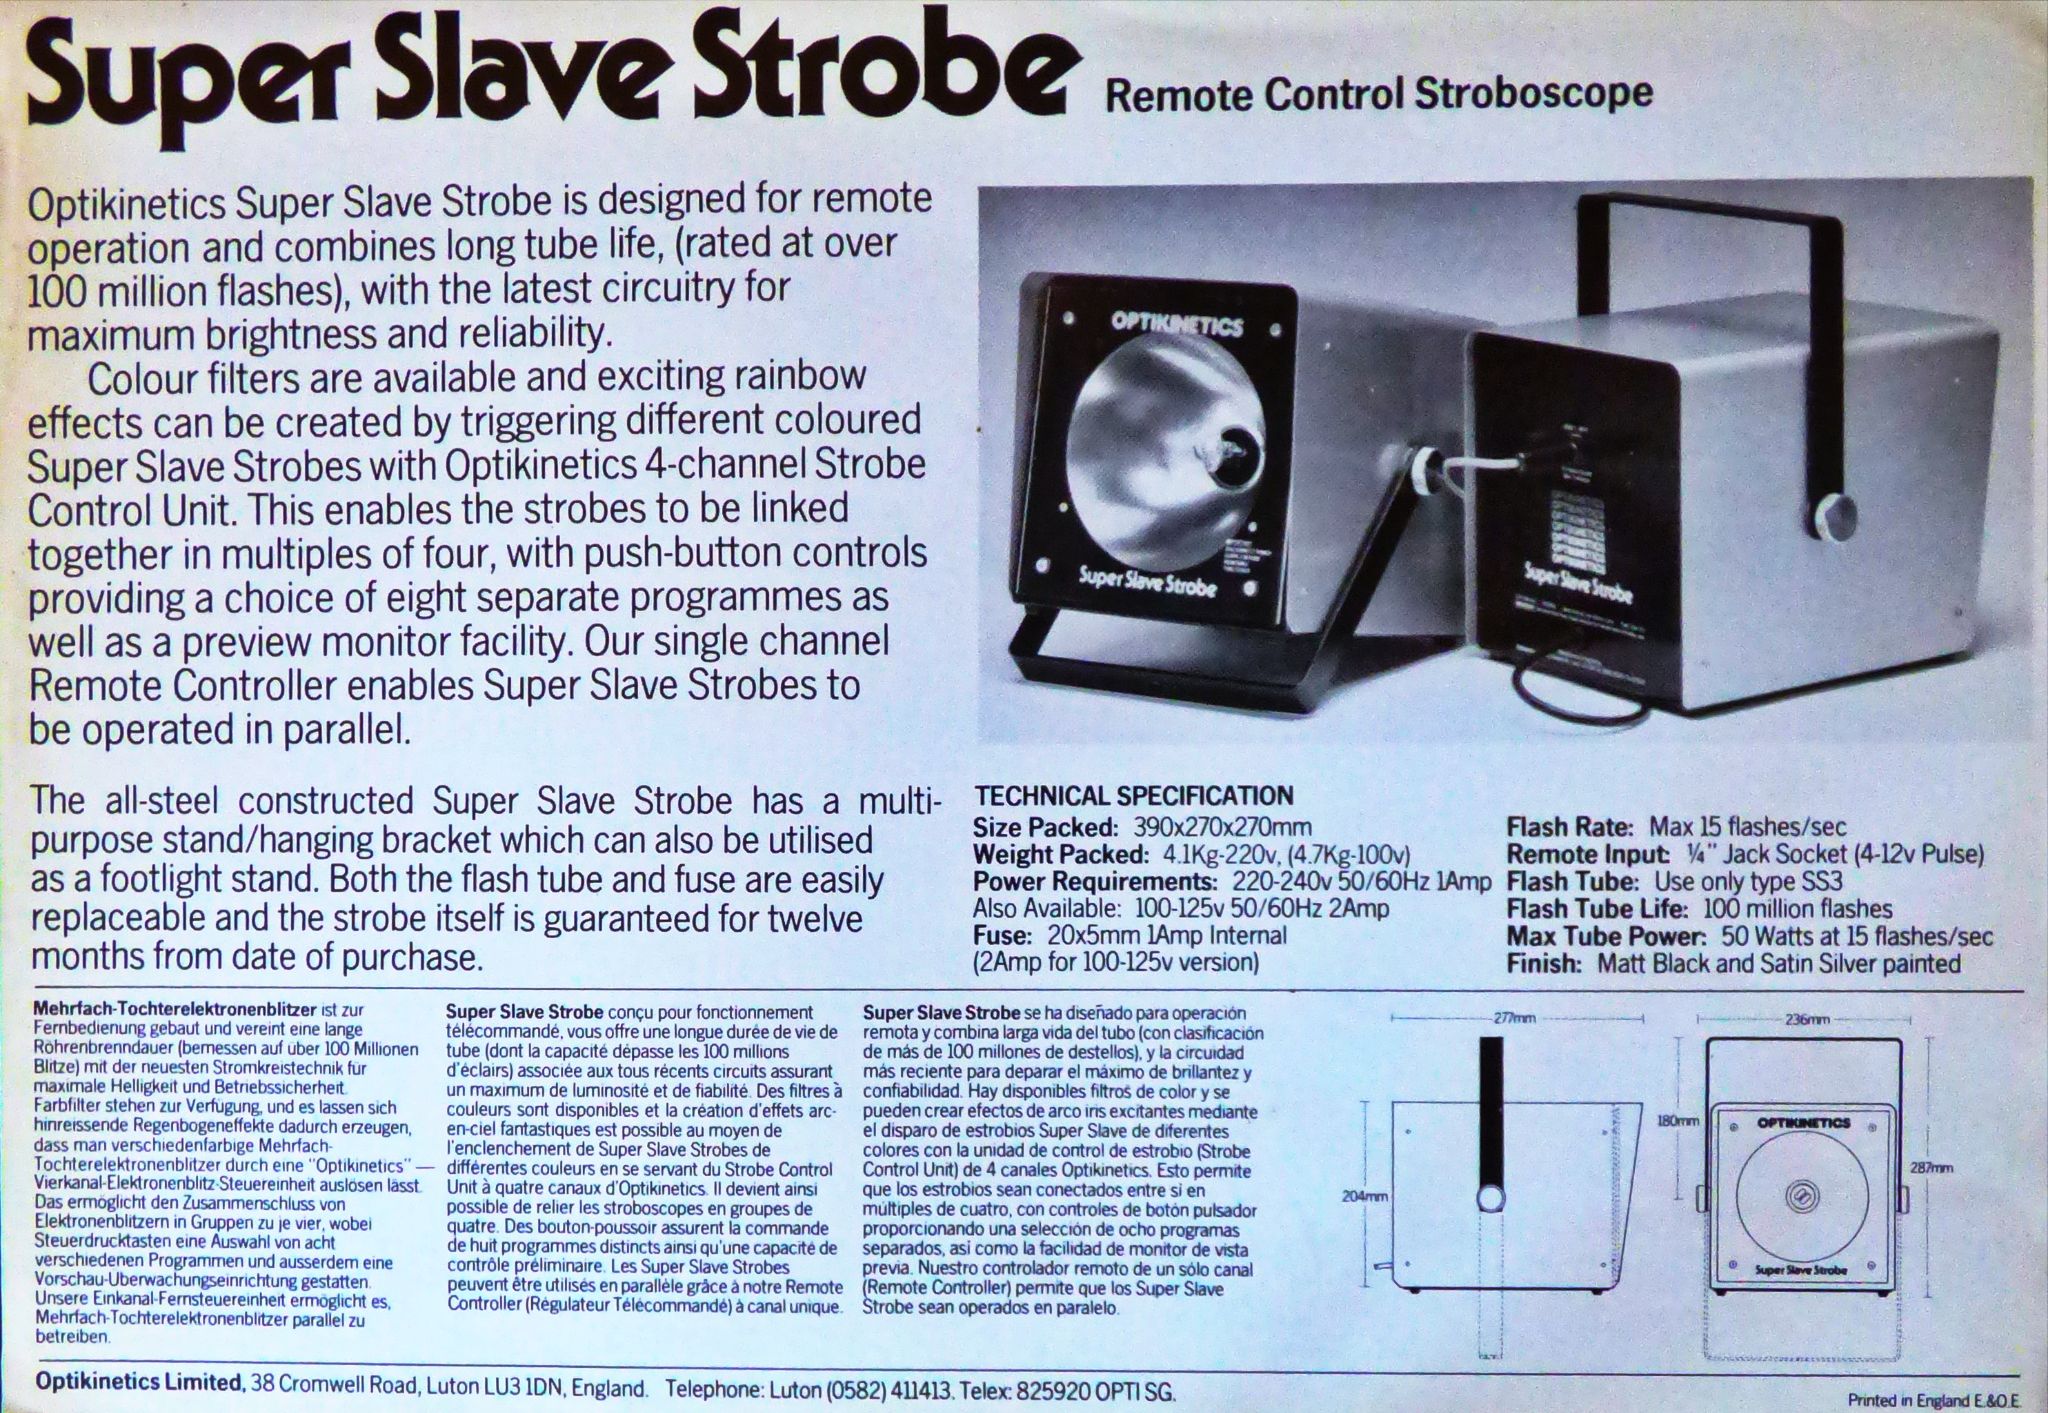 Super Slave Strobe Remote Control Stroboscope
Optikinetics Super Slave Strobe is designed for remote
operation and combines long tube life, (rated at over
100 million flashes), with the latest circuitry for
maximum brightness and reliability.
Colour filters are available and exciting rainbow
effects can be created by triggering different coloured
Super Slave Strobes with Optikinetics 4-channel Strobe
Control Unit. This enables the strobes to be linked
together in multiples of four, with push-button controls
providing a choice of eight separate programmes as
well as a preview monitor facility. Our single channel
Remote Controller enables Super Slave Strobes to
be operated in parallel.
The all-steel constructed Super Slave Strobe has a multi-
purpose stand/hanging bracket which can also be utilised
as a footlight stand. Both the flash tube and fuse are easily
replaceable and the strobe itself is guaranteed for twelve
months from date of purchase.
OPTIKINETICS
Super Slave Strobe
OPTIKINETICS
OPTIKINETICS
OPTIKINETICS
OPTIKINETICS
OPTIKINETICS
OPTIKINETICS
Super Slave Strobe
TECHNICAL SPECIFICATION
Size Packed: 390x270x270mm
Weight Packed: 4.1Kg-220v, (4.7Kg-100v)
Power Requirements: 220-240v 50/60Hz 1Amp
Also Available: 100-125v 50/60Hz 2Amp
Fuse: 20x5mm 1Amp Internal
(2Amp for 100-125v version)
Flash Rate: Max 15 flashes/sec
Remote Input: ¼" Jack Socket (4-12v Pulse)
Flash Tube: Use only type SS3
Flash Tube Life: 100 million flashes
Max Tube Power: 50 Watts at 15 flashes/sec
Finish: Matt Black and Satin Silver painted
Mehrfach-Tochterelektronenblitzer ist zur
Fernbedienung gebaut und vereint eine lange
Röhrenbrenndauer (bemessen auf über 100 Millionen
Blitze) mit der neuesten Stromkreistechnik für
maximale Helligkeit und Betriebssicherheit.
Farbfilter stehen zur Verfügung, und es lassen sich
hinreissende Regenbogeneffekte dadurch erzeugen,
dass man verschiedenfarbige Mehrfach-
Tochterelektronenblitzer durch eine "Optikinetics" —
Vierkanal-Elektronenblitz-Steuereinheit auslösen lässt.
Das ermöglicht den Zusammenschluss von
Elektronenblitzern in Gruppen zu je vier, wobei
Steuerdrucktasten eine Auswahl von acht
verschiedenen Programmen und ausserdem eine
Vorschau-Überwachungseinrichtung gestatten.
Unsere Einkanal-Fernsteuereinheit ermöglicht es,
Mehrfach-Tochterelektronenblitzer parallel zu
betreiben.
Super Slave Strobe conçu pour fonctionnement
télécommandé, vous offre une longue durée de vie de
tube (dont la capacité dépasse les 100 millions
d'éclairs) associée aux tous récents circuits assurant
un maximum de luminosité et de fiabilité. Des filtres à
couleurs sont disponibles et la création d'effets arc-
en-ciel fantastiques est possible au moyen de
l'enclenchement de Super Slave Strobes de
différentes couleurs en se servant du Strobe Control
Unit à quatre canaux d'Optikinetics. Il devient ainsi
possible de relier les stroboscopes en groupes de
quatre. Des bouton-poussoir assurent la commande
de huit programmes distincts ainsi qu'une capacité de
contrôle préliminaire. Les Super Slave Strobes
peuvent être utilisés en parallèle grâce à notre Remote
Controller (Régulateur Télécommandé) à canal unique.
Super Slave Strobe se ha diseñado para operación
remota y combina larga vida del tubo (con clasificación
de más de 100 millones de destellos), y la circuidad
más reciente para deparar el máximo de brillantez y
confiabilidad. Hay disponibles filtros de color y se
pueden crear efectos de arco iris excitantes mediante
el disparo de estrobios Super Slave de diferentes
colores con la unidad de control de estrobio (Strobe
Control Unit) de 4 canales Optikinetics. Esto permite
que los estrobios sean conectados entre sí en
múltiples de cuatro, con controles de botón pulsador
proporcionando una selección de ocho programas
separados, así como la facilidad de monitor de vista
previa. Nuestro controlador remoto de un sólo canal
(Remote Controller) permite que los Super Slave
Strobe sean operados en paralelo.
277mm
204mm
236mm
180mm
287mm
OPTIKINETICS
Super Slave Strobe
Optikinetics Limited, 38 Cromwell Road, Luton LU3 1DN, England. Telephone: Luton (0582) 411413. Telex: 825920 OPTI SG.
Printed in England E.&O.E.